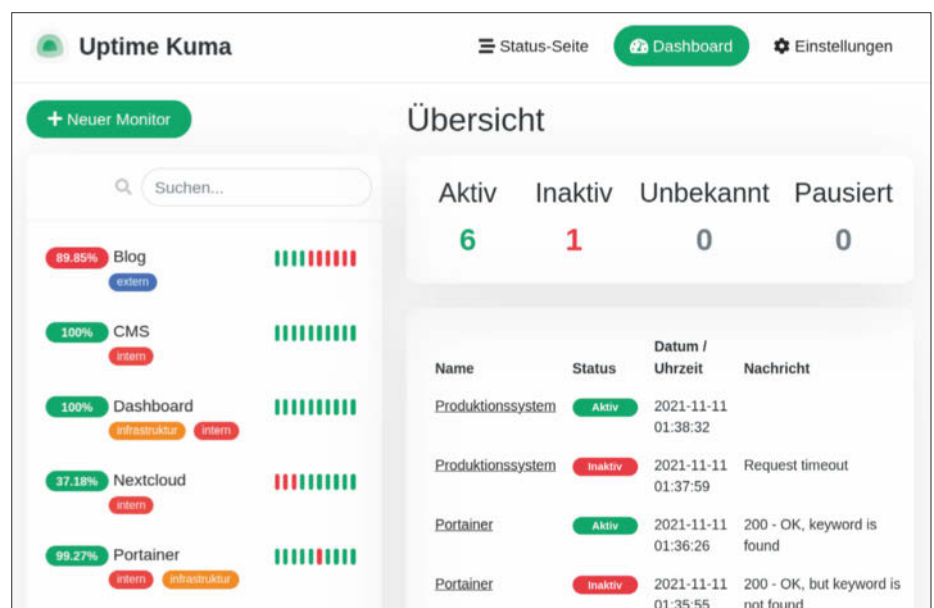 Uptime Kuma
Status-Seite
Dashboard
Einstellungen
+ Neuer Monitor
Suchen...
89.85% Blog
extern
100% CMS
intern
100% Dashboard
infrastruktur intern
37.18% Nextcloud
intern
99.27% Portainer
intern infrastruktur
Übersicht
Aktiv Inaktiv Unbekannt Pausiert
6 1 0 0
Datum /
Name Status Uhrzeit Nachricht
Produktionssystem Aktiv 2021-11-11
01:38:32
Produktionssystem Inaktiv 2021-11-11 Request timeout
01:37:59
Portainer Aktiv 2021-11-11 200 - OK, keyword is
01:36:26 found
Portainer Inaktiv 2021-11-11 200 - OK, but keyword is
01:35:55 not found